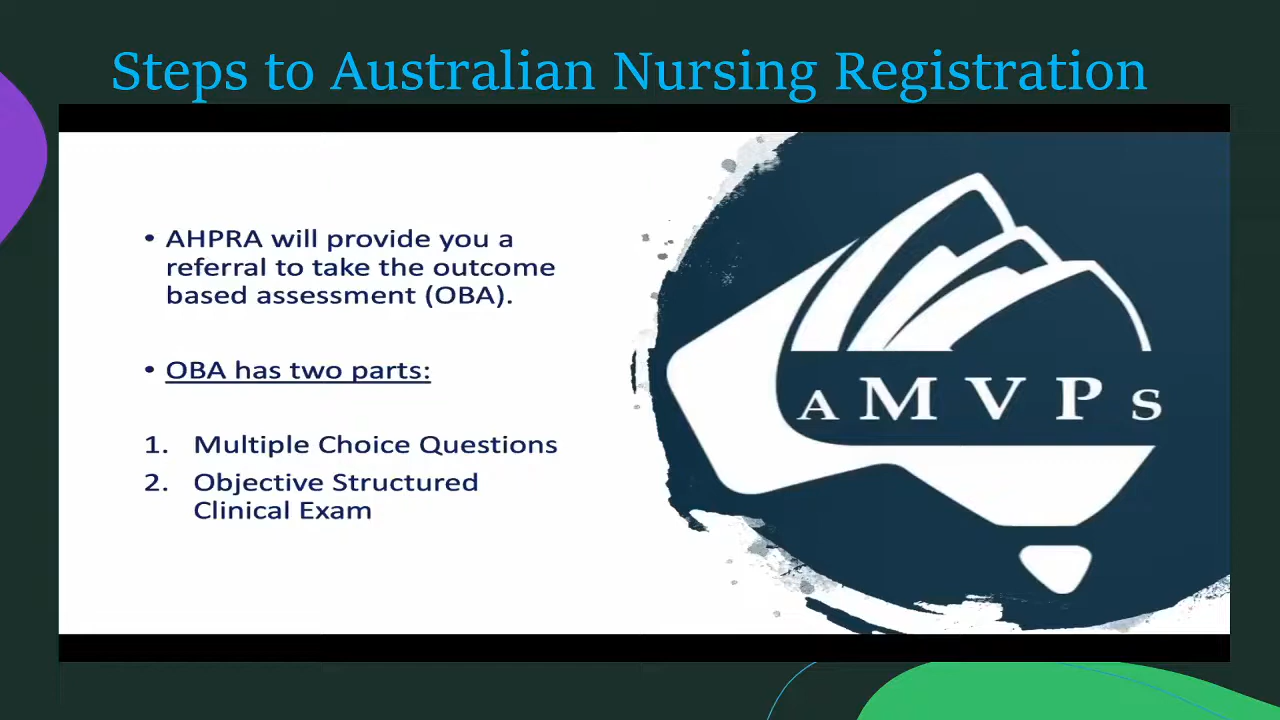 Steps to Australian Nursing Registration
• AHPRA will provide you a
referral to take the outcome
based assessment (OBA).
• OBA has two parts:
1. Multiple Choice Questions
2. Objective Structured
Clinical Exam
AMVPS